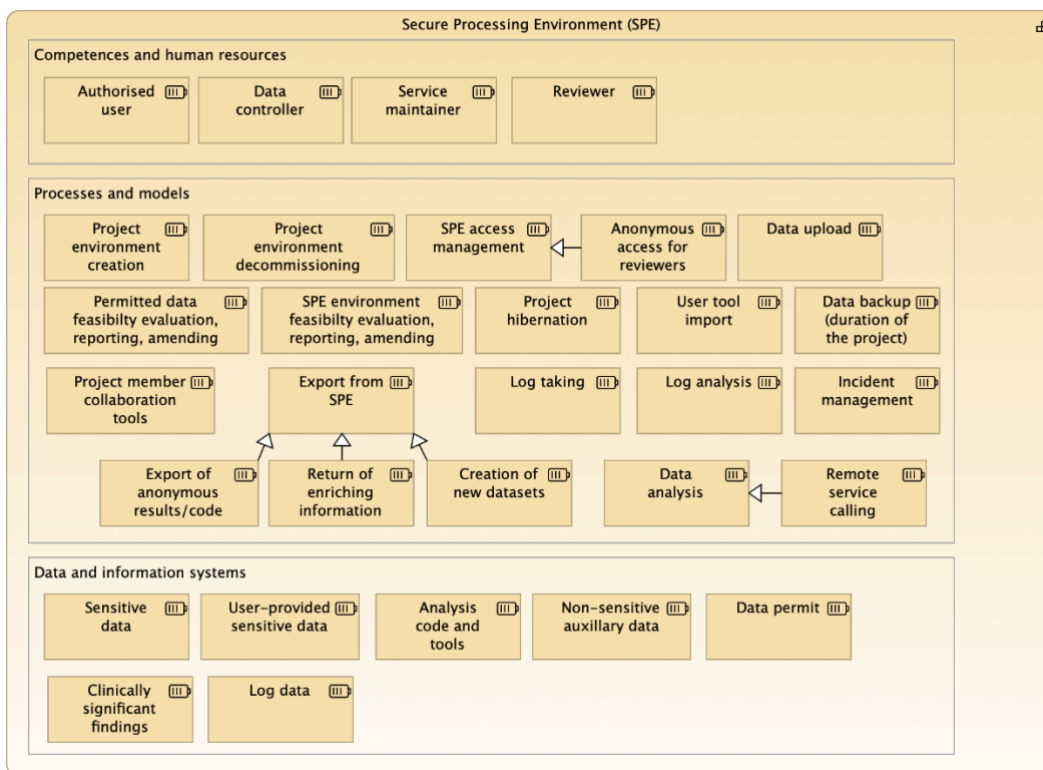 Secure Processing Environment (SPE)
Competences and human resources
Authorised
user
Data
controller
Service
maintainer
Reviewer
Processes and models
Project
environment
creation
Project
environment
decommissioning
SPE access
management
Anonymous
access for
reviewers
Data upload
Permitted data
feasibilty evaluation,
reporting, amending
SPE environment
feasibilty evaluation,
reporting, amending
Project
hibernation
User tool
import
Data backup
(duration of
the project)
Project member
collaboration
tools
Export from
SPE
Log taking
Log analysis
Incident
management
Export of
anonymous
results/code
Return of
enriching
information
Creation of
new datasets
Data
analysis
Remote
service
calling
Data and information systems
Sensitive
data
User-provided
sensitive data
Analysis
code and
tools
Non-sensitive
auxillary data
Data permit
Clinically
significant
findings
Log data